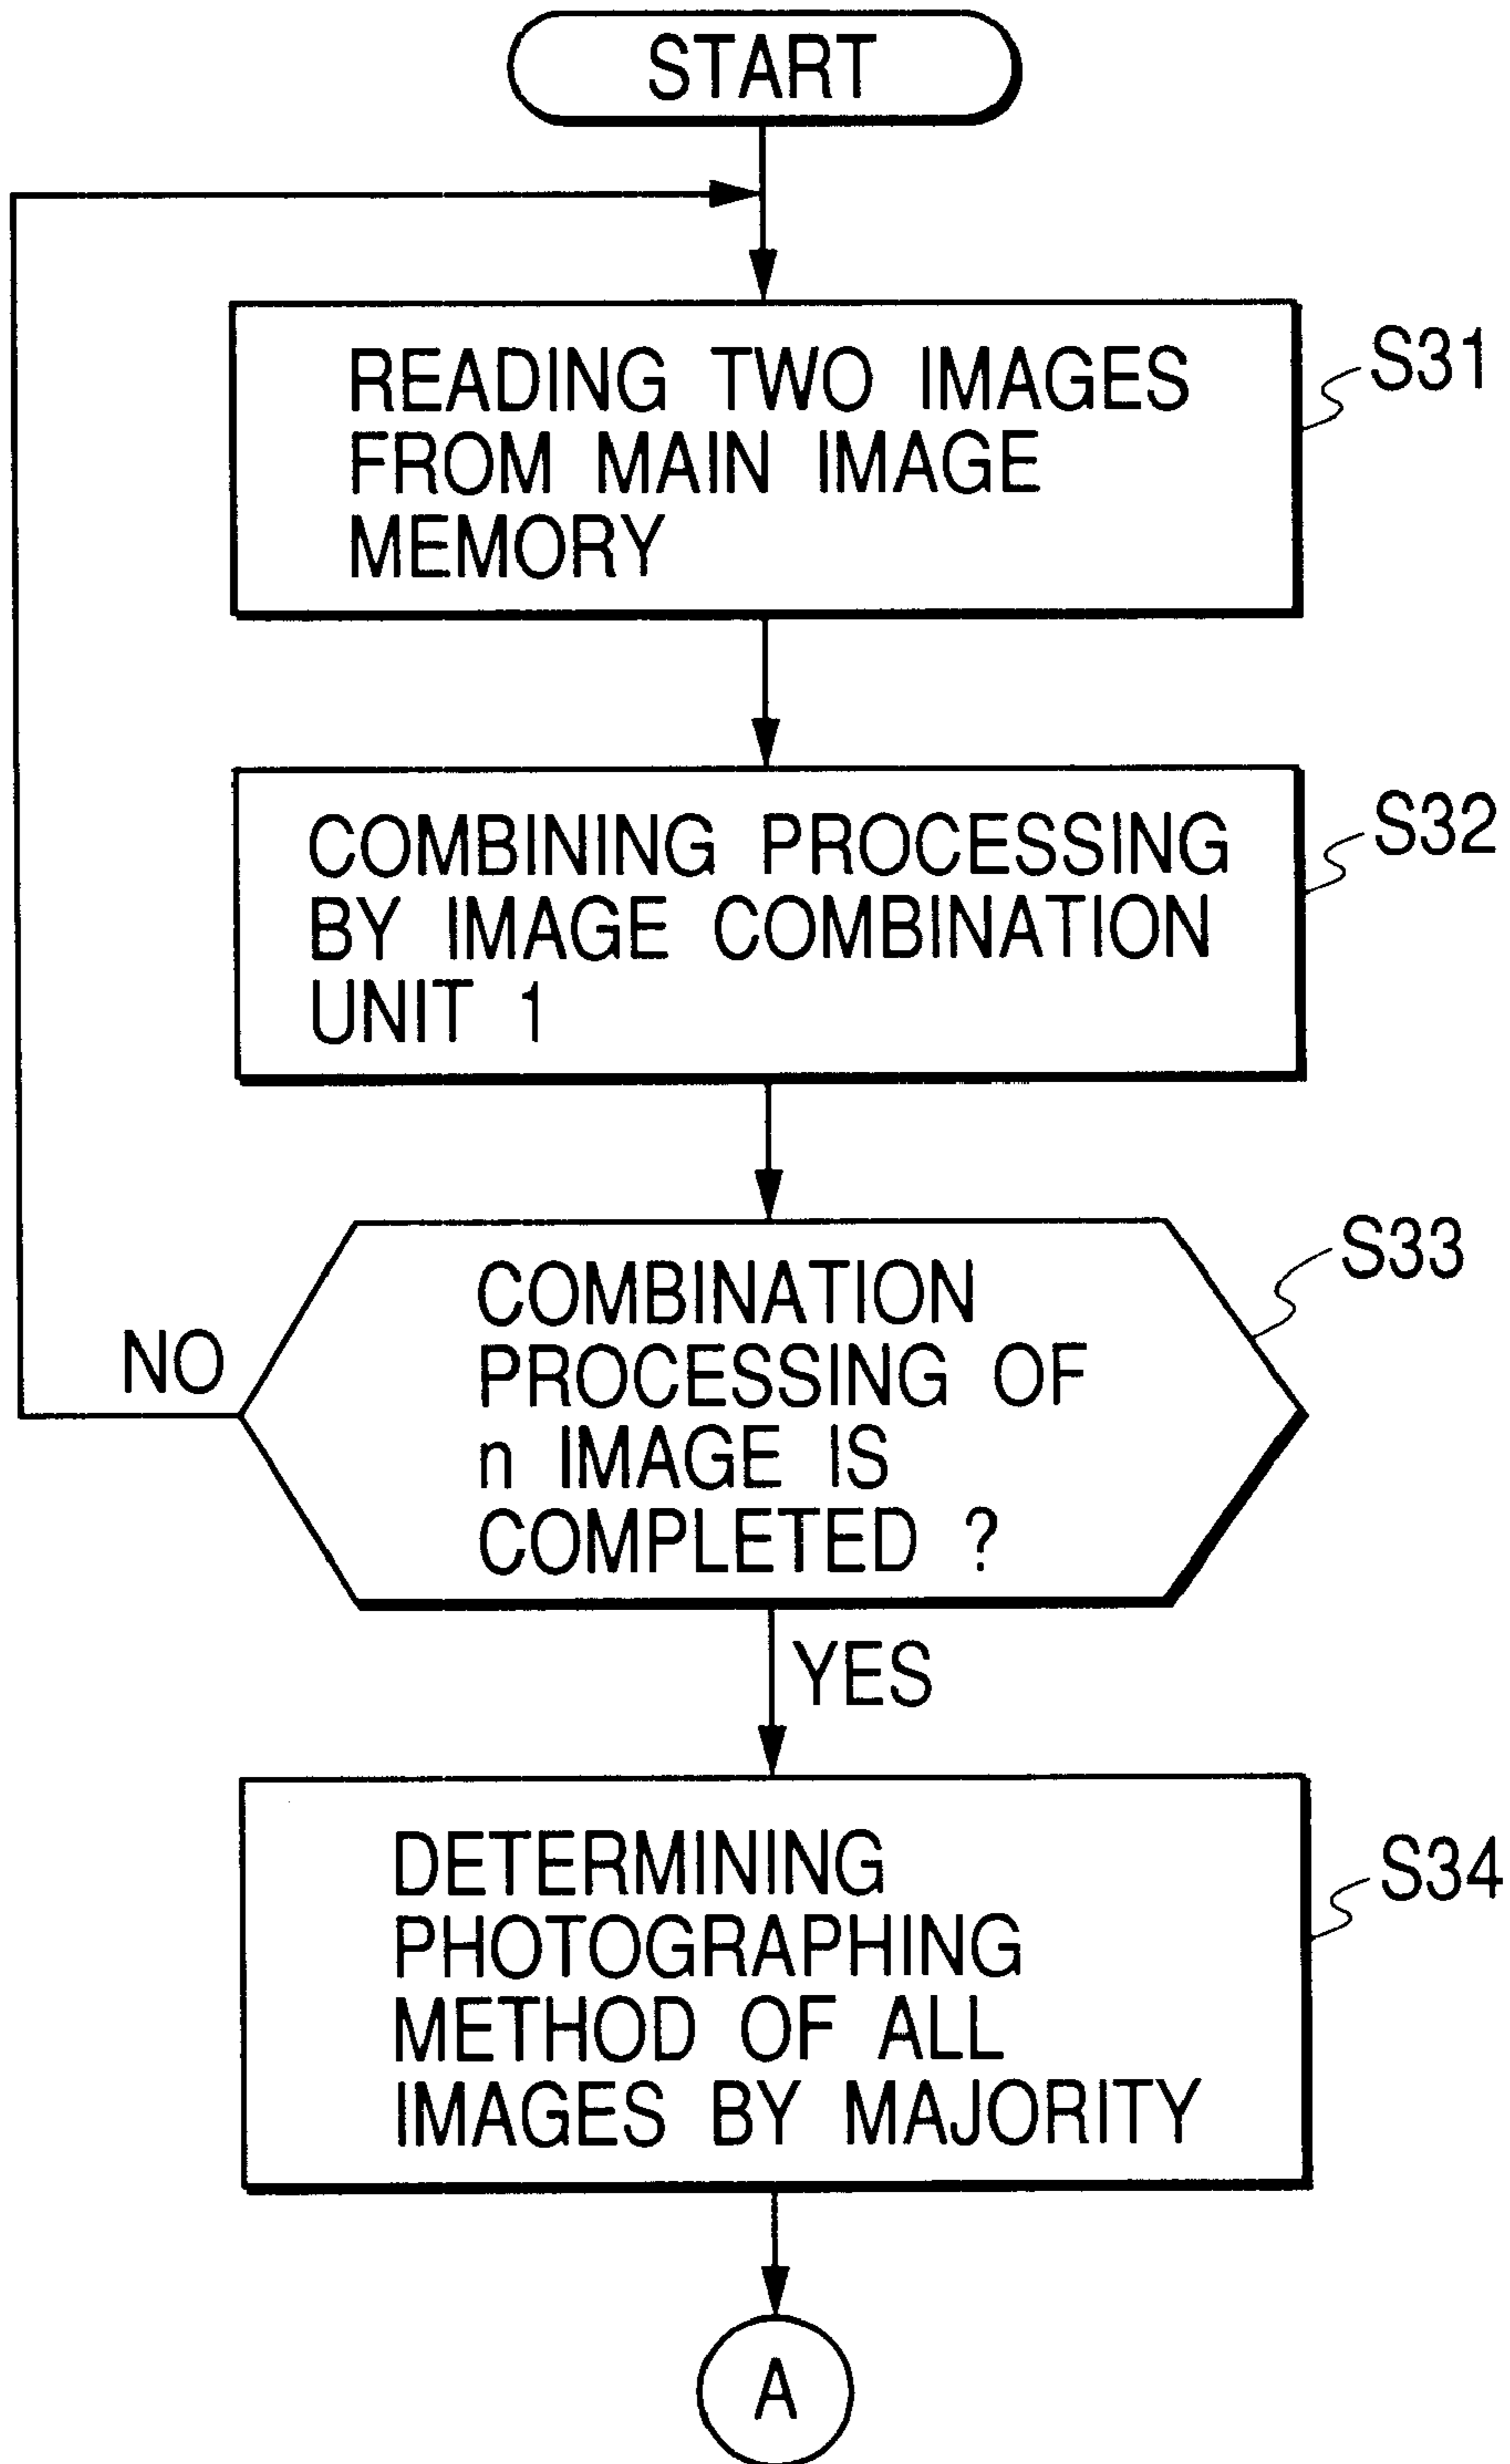 START
READING TWO IMAGES
FROM MAIN IMAGE
MEMORY
S31
COMBINING PROCESSING
BY IMAGE COMBINATION
UNIT 1
S32
COMBINATION
PROCESSING OF
n IMAGE IS
COMPLETED ?
S33
NO
YES
DETERMINING
PHOTOGRAPHING
METHOD OF ALL
IMAGES BY MAJORITY
S34
A